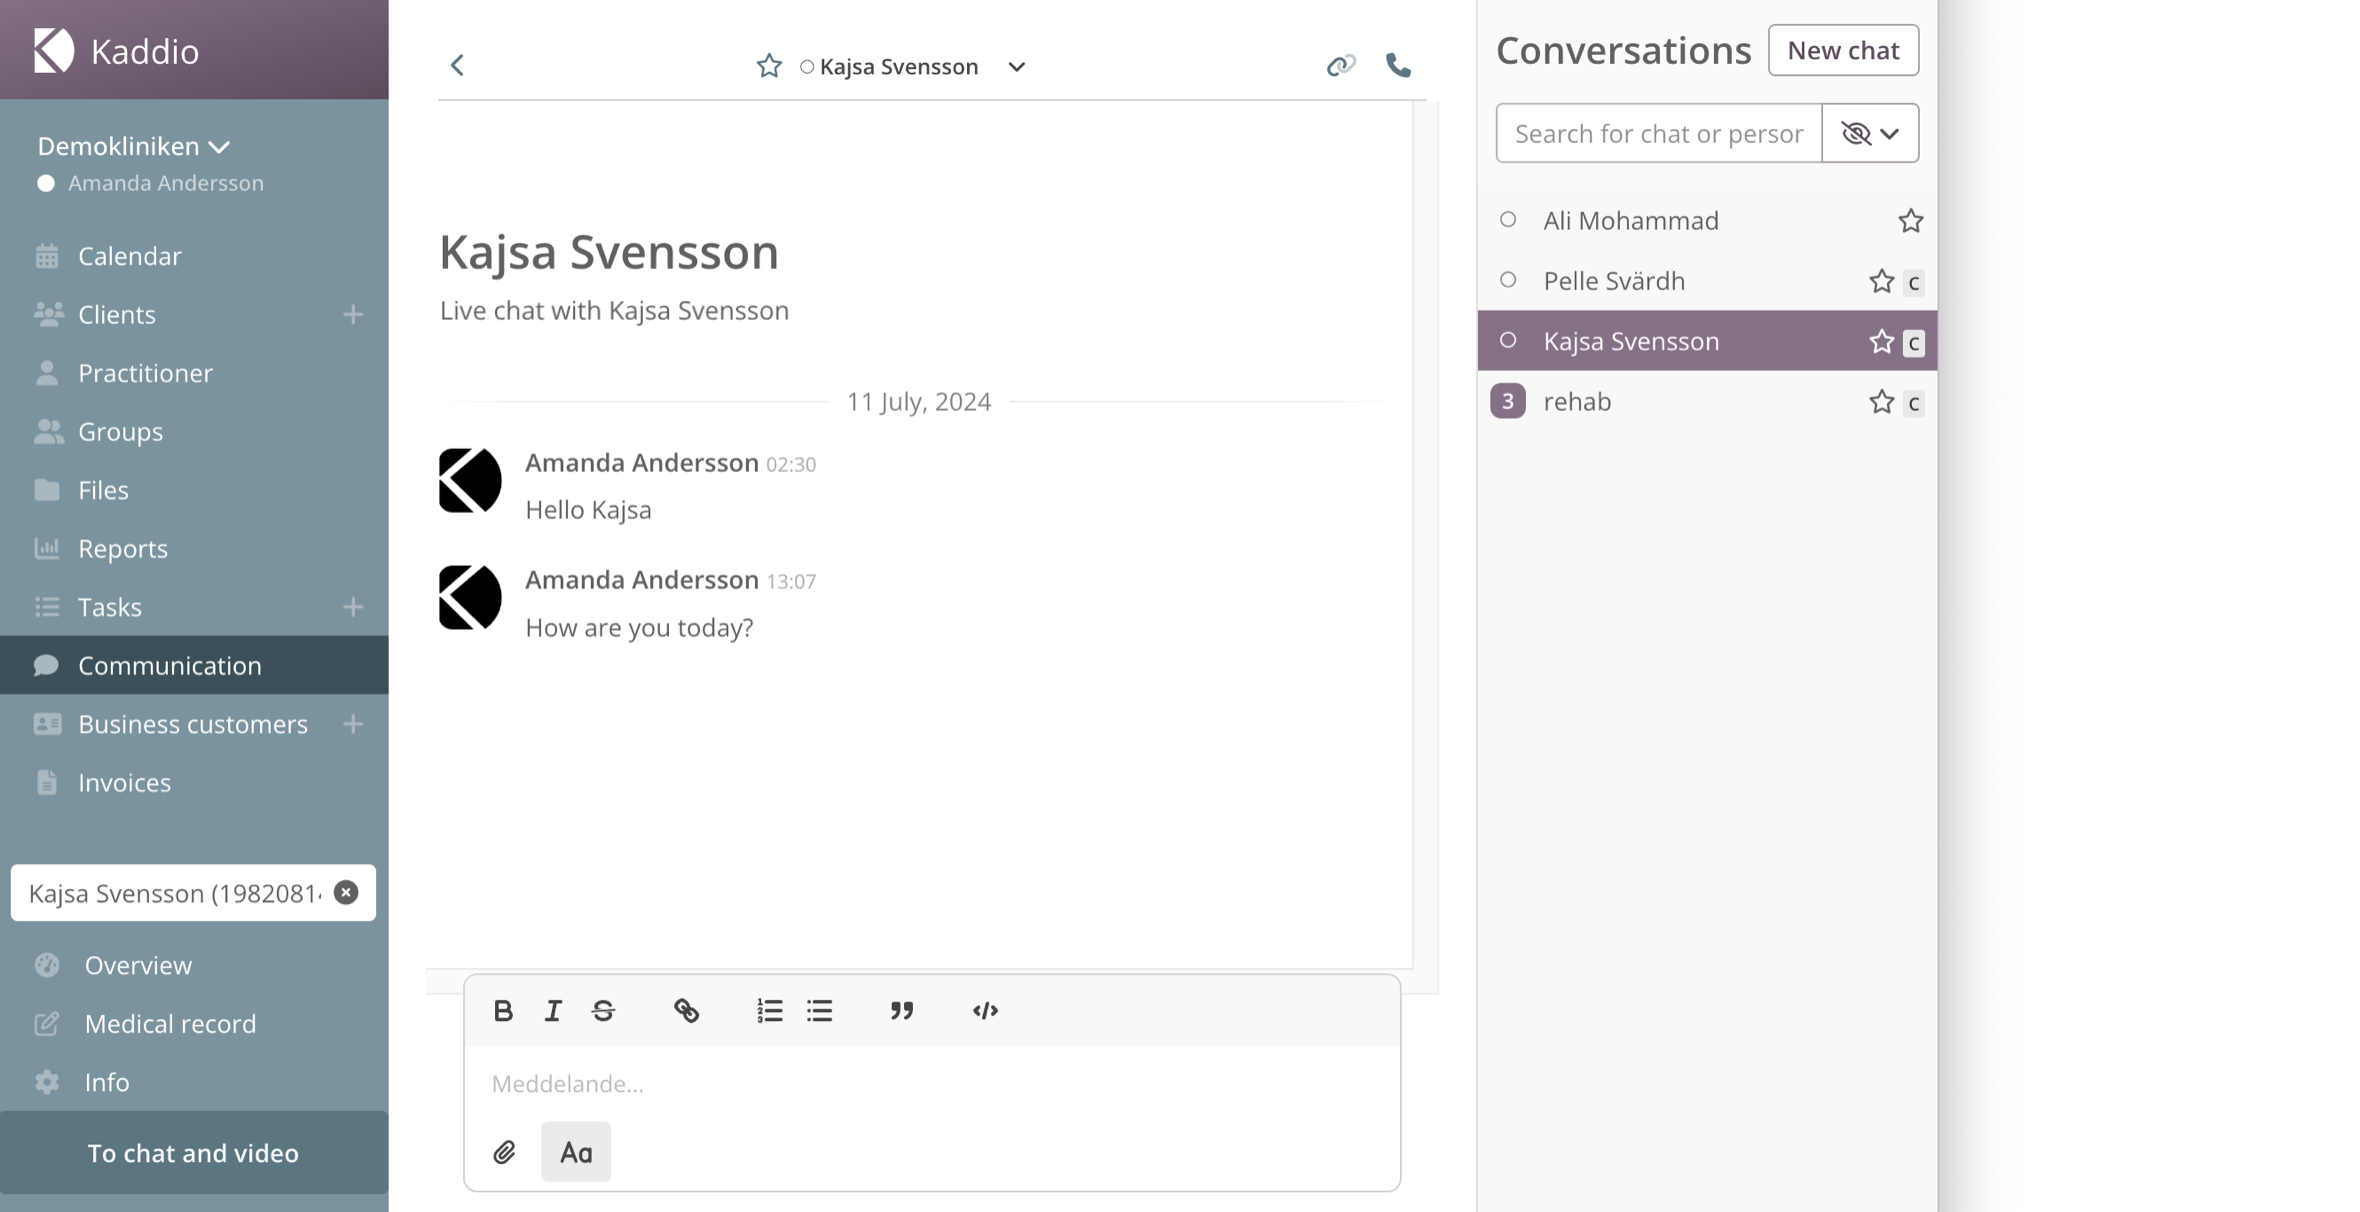 Kaddio
Demokliniken
Amanda Andersson
Calendar
Clients
Practitioner
Groups
Files
Reports
Tasks
Communication
Business customers
Invoices
Kajsa Svensson (1982081
Overview
Medical record
Info
To chat and video
Kajsa Svensson
Kajsa Svensson
Live chat with Kajsa Svensson
11 July, 2024
Amanda Andersson 02:30
Hello Kajsa
Amanda Andersson 13:07
How are you today?
Meddelande...
Aa
Conversations
New chat
Search for chat or persor
Ali Mohammad
Pelle Svärdh c
Kajsa Svensson c
3 rehab c